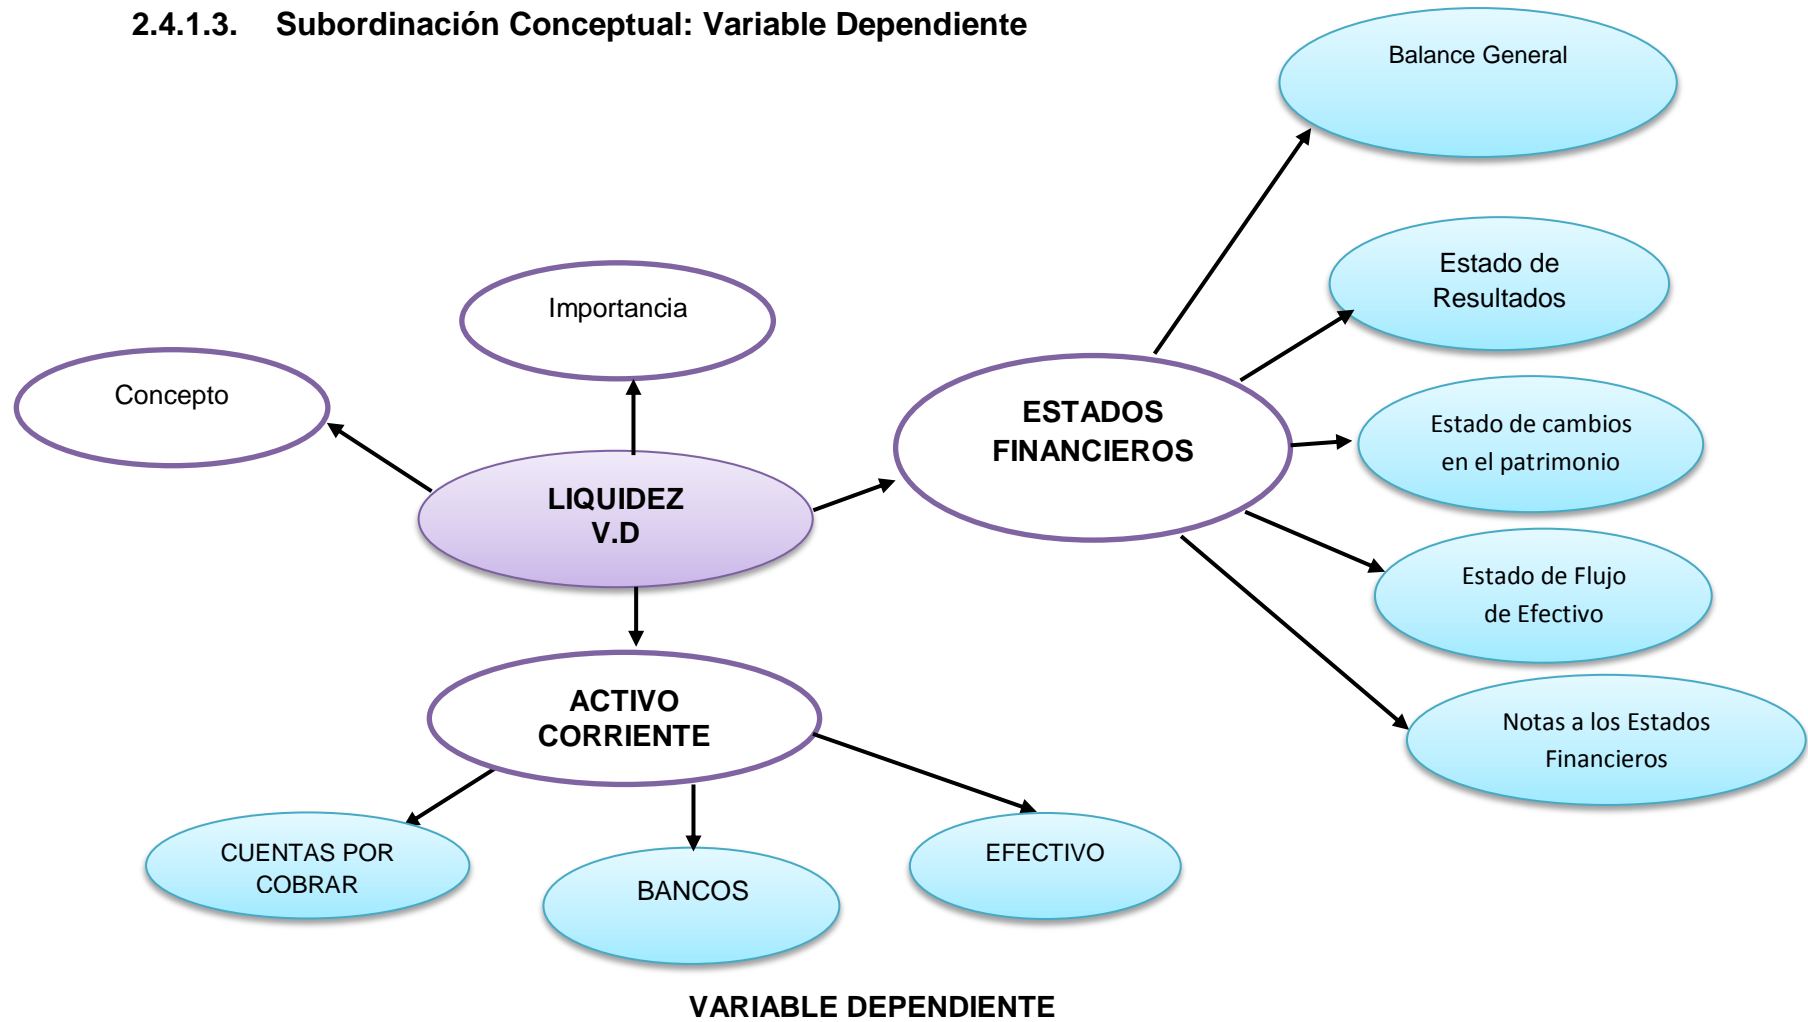 2.4.1.3. Subordinación Conceptual: Variable Dependiente
Balance General
Estado de
Resultados
Importancia
Concepto
ESTADOS
FINANCIEROS
Estado de cambios
en el patrimonio
LIQUIDEZ
V.D
Estado de Flujo
de Efectivo
ACTIVO
CORRIENTE
Notas a los Estados
Financieros
CUENTAS POR
COBRAR
BANCOS
EFECTIVO
VARIABLE DEPENDIENTE